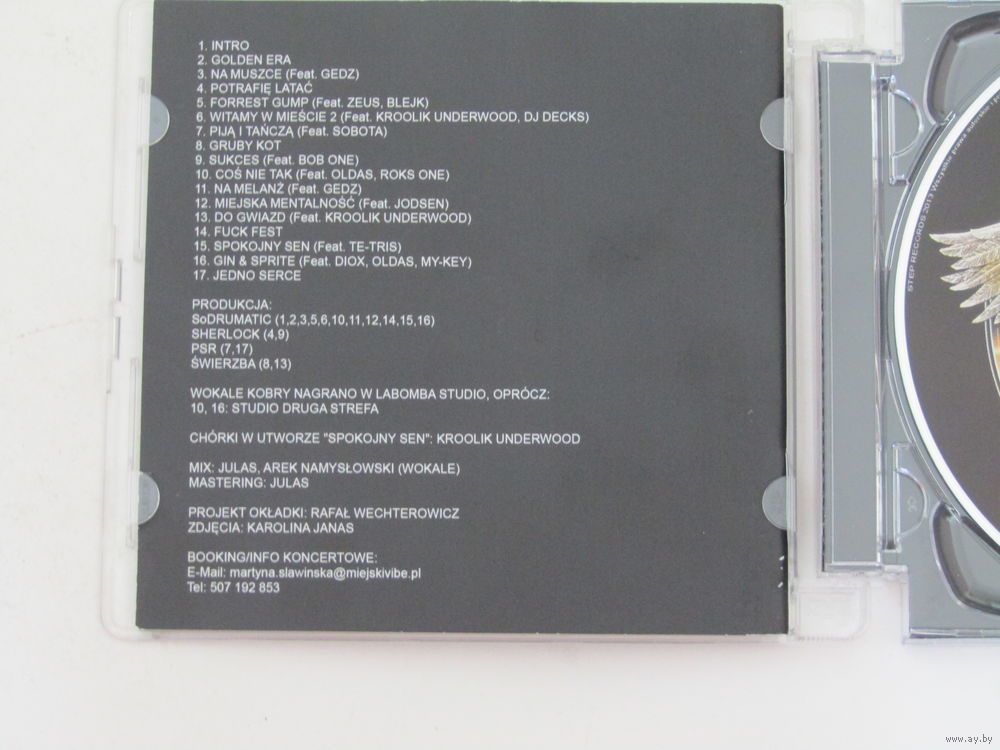 1. INTRO
2. GOLDEN ERA
3. NA MUSZCE (Feat. GEDZ)
4. POTRAFIĘ LATAĆ
5. FORREST GUMP (Feat. ZEUS, BLEJK)
6. WITAMY W MIEŚCIE 2 (Feat. KROOLIK UNDERWOOD, DJ DECKS)
7. PIJĄ I TAŃCZĄ (Feat. SOBOTA)
8. GRUBY KOT
9. SUKCES (Feat. BOB ONE)
10. COŚ NIE TAK (Feat. OLDAS, ROKS ONE)
11. NA MELANŻ (Feat. GEDZ)
12. MIEJSKA MENTALNOŚĆ (Feat. JODSEN)
13. DO GWIAZD (Feat. KROOLIK UNDERWOOD)
14. FUCK FEST
15. SPOKOJNY SEN (Feat. TE-TRIS)
16. GIN & SPRITE (Feat. DIOX, OLDAS, MY-KEY)
17. JEDNO SERCE
PRODUKCJA:
SoDRUMATIC (1,2,3,5,6,10,11,12,14,15,16)
SHERLOCK (4,9)
PSR (7,17)
ŚWIERZBA (8,13)
WOKALE KOBRY NAGRANO W LABOMBA STUDIO, OPRÓCZ:
10, 16: STUDIO DRUGA STREFA
CHÓRKI W UTWORZE "SPOKOJNY SEN": KROOLIK UNDERWOOD
MIX: JULAS, AREK NAMYSŁOWSKI (WOKALE)
MASTERING: JULAS
PROJEKT OKŁADKI: RAFAŁ WECHTEROWICZ
ZDJĘCIA: KAROLINA JANAS
BOOKING/INFO KONCERTOWE:
E-Mail: martyna.slawinska@miejskivibe.pl
Tel: 507 192 853
STEP RECORDS 2013 Wszystkie prawa autorskie i
www.ay.by